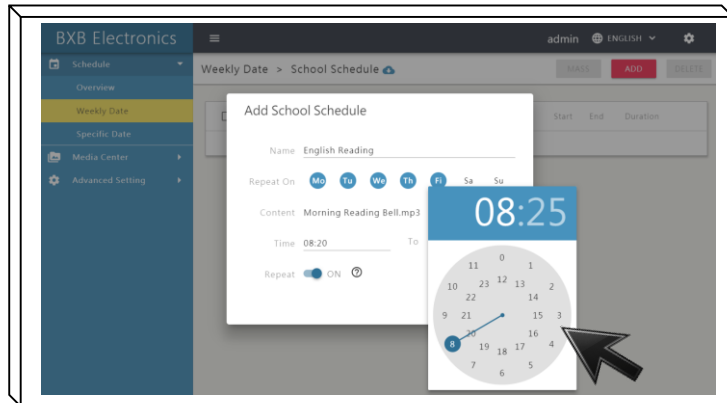 BXB Electronics
admin ENGLISH
Schedule
Overview
Weekly Date
Specific Date
Media Center
Advanced Setting
Weekly Date > School Schedule
ADD
DELETE
Start End Duration
Add School Schedule
Name English Reading
Repeat On Mo Tu We Th Fr Sa Su
Content Morning Reading Bell.mp3
Time 08:20 To
Repeat ON
08:25
0
11 1
12
23 13
10 2
22 14
9 21 15 3
20 16
8 4
19 17
18
7 5
6